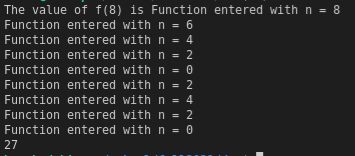 The value of f(8) is Function entered with n = 8
Function entered with n = 6
Function entered with n = 4
Function entered with n = 2
Function entered with n = 0
Function entered with n = 2
Function entered with n = 4
Function entered with n = 2
Function entered with n = 0
27